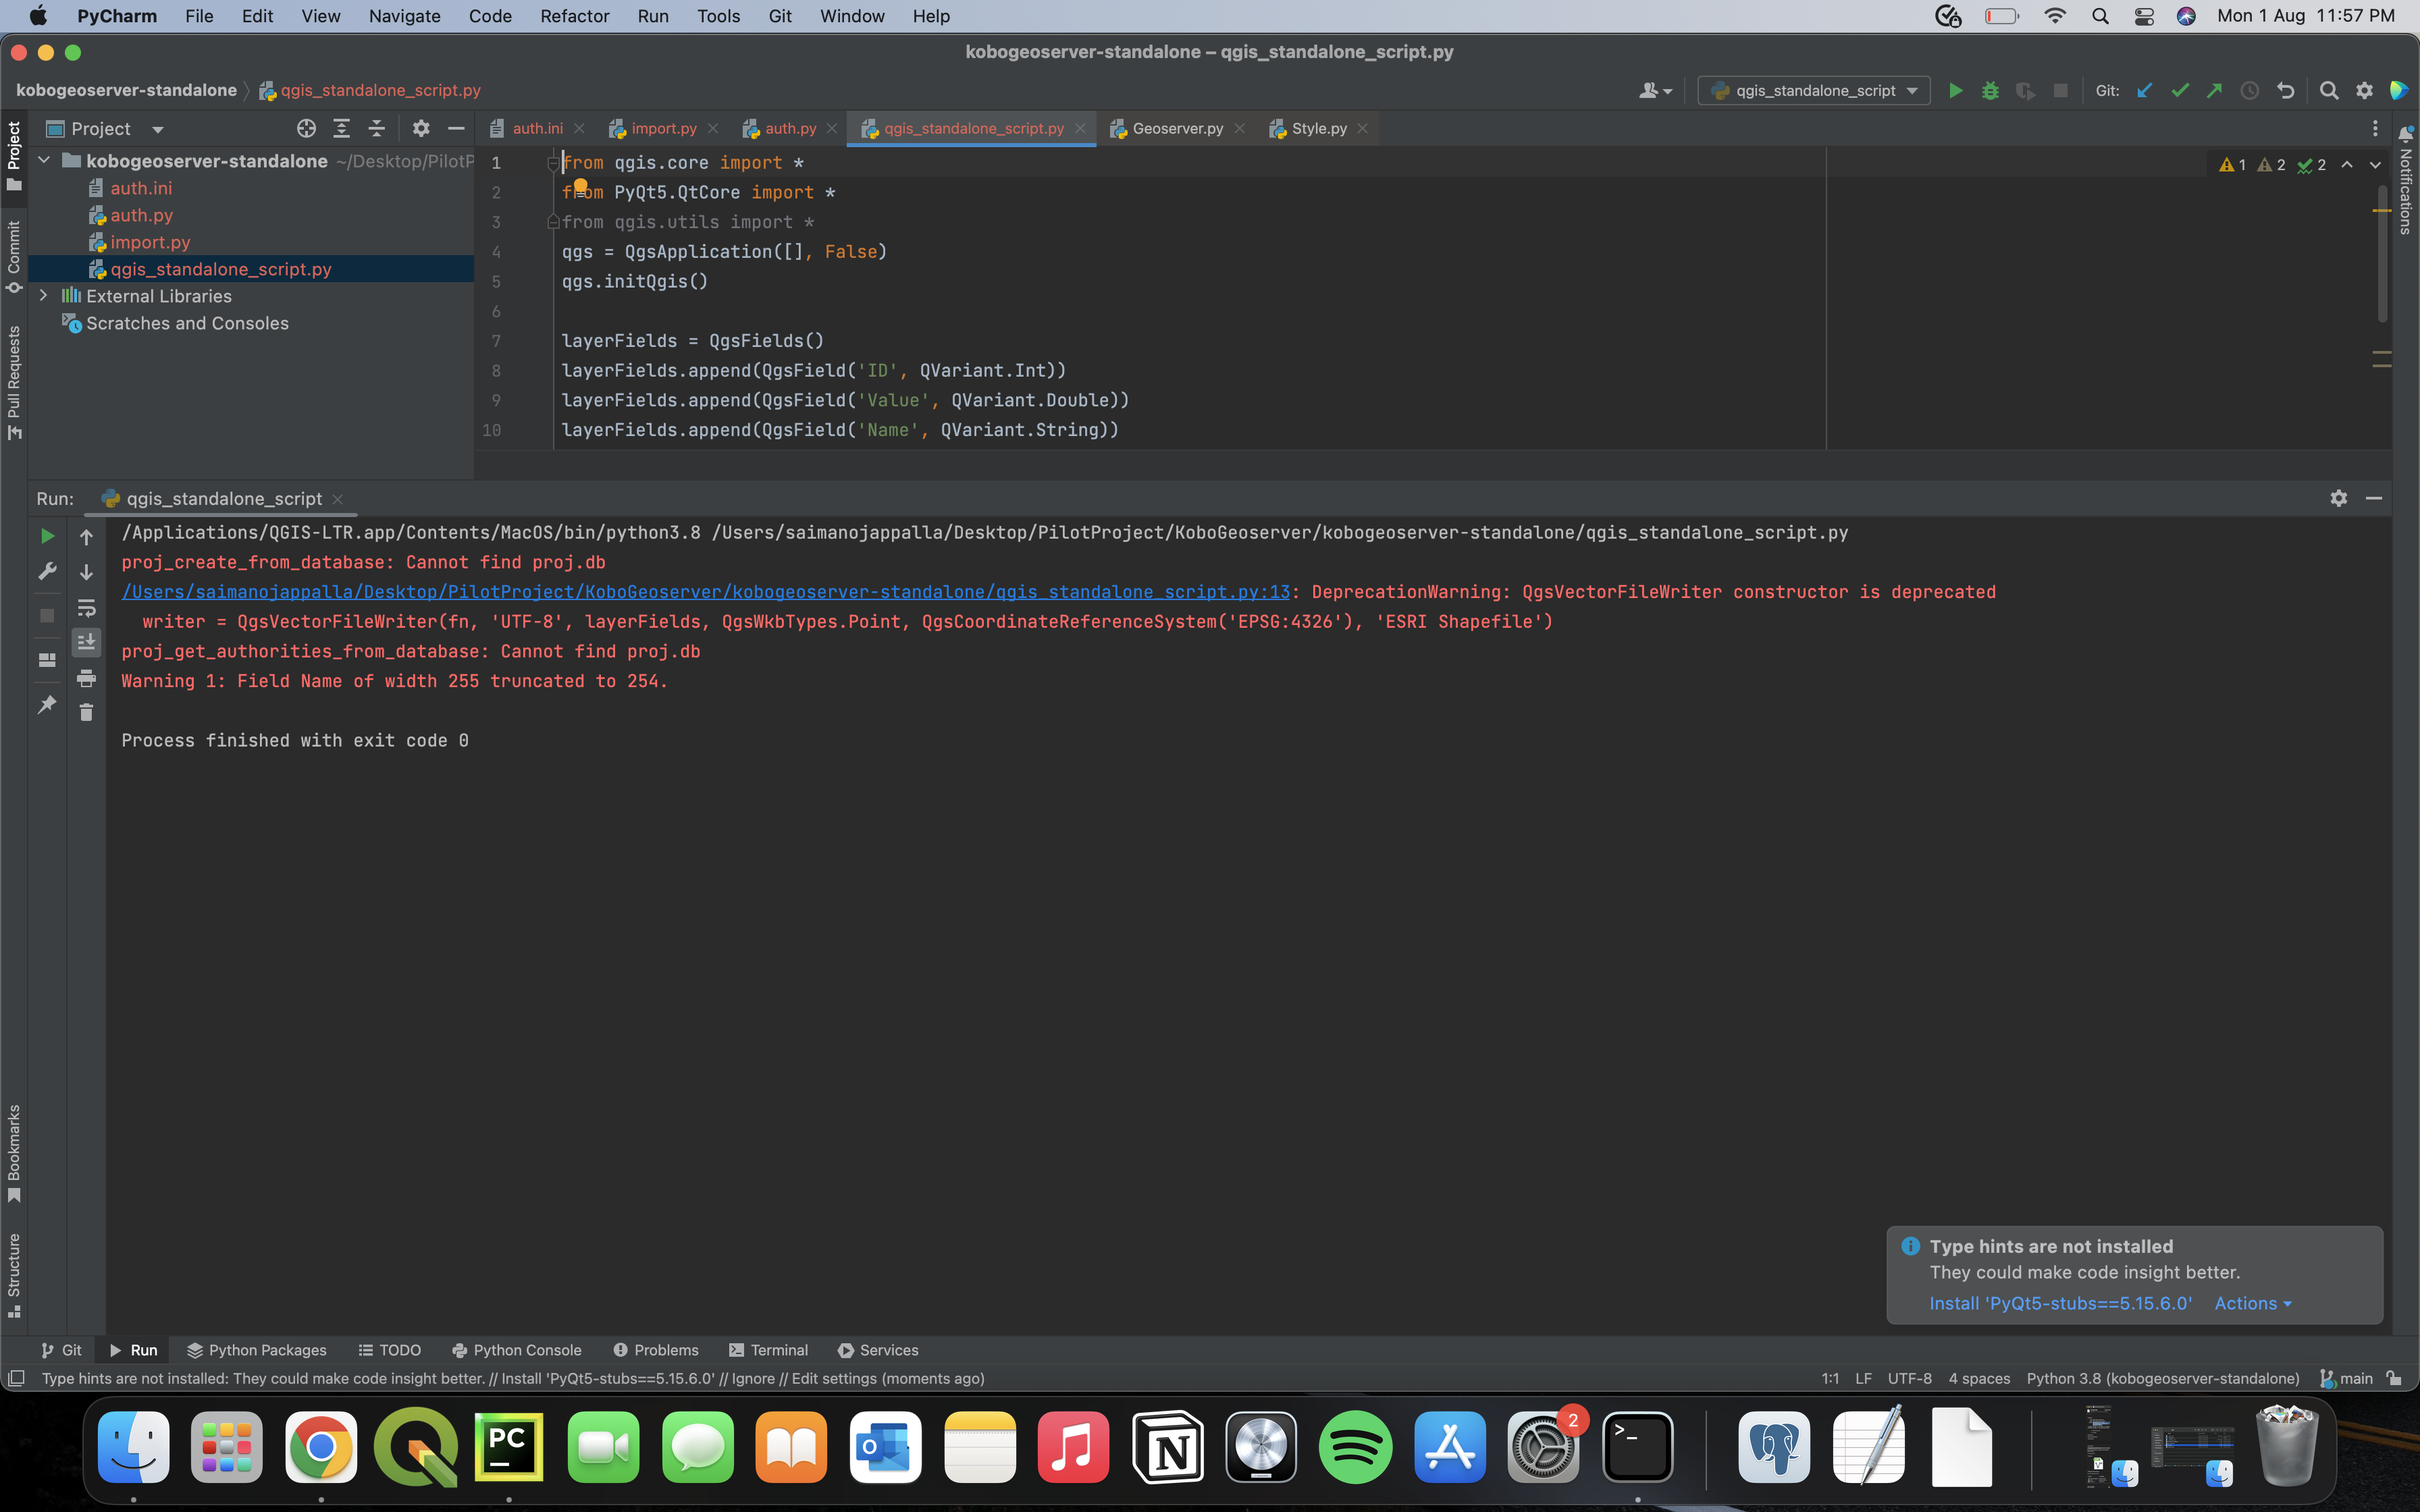 PyCharm File Edit View Navigate Code Refactor Run Tools Git Window Help Mon 1 Aug 11:57 PM
kobogeoserver-standalone – qgis_standalone_script.py
kobogeoserver-standalone qgis_standalone_script.py qgis_standalone_script Git:
Project auth.ini import.py auth.py qgis_standalone_script.py Geoserver.py Style.py
kobogeoserver-standalone ~/Desktop/PilotP
auth.ini
auth.py
import.py
qgis_standalone_script.py
External Libraries
Scratches and Consoles
1 from qgis.core import *
2 from PyQt5.QtCore import *
3 from qgis.utils import *
4 qgs = QgsApplication([], False)
5 qgs.initQgis()
6
7 layerFields = QgsFields()
8 layerFields.append(QgsField('ID', QVariant.Int))
9 layerFields.append(QgsField('Value', QVariant.Double))
10 layerFields.append(QgsField('Name', QVariant.String))
1 2 2
Project
Commit
Pull Requests
Bookmarks
Structure
Notifications
Run: qgis_standalone_script
/Applications/QGIS-LTR.app/Contents/MacOS/bin/python3.8 /Users/saimanojappalla/Desktop/PilotProject/KoboGeoserver/kobogeoserver-standalone/qgis_standalone_script.py
proj_create_from_database: Cannot find proj.db
/Users/saimanojappalla/Desktop/PilotProject/KoboGeoserver/kobogeoserver-standalone/qgis_standalone_script.py:13: DeprecationWarning: QgsVectorFileWriter constructor is deprecated
writer = QgsVectorFileWriter(fn, 'UTF-8', layerFields, QgsWkbTypes.Point, QgsCoordinateReferenceSystem('EPSG:4326'), 'ESRI Shapefile')
proj_get_authorities_from_database: Cannot find proj.db
Warning 1: Field Name of width 255 truncated to 254.
Process finished with exit code 0
Type hints are not installed
They could make code insight better.
Install 'PyQt5-stubs==5.15.6.0' Actions
Git Run Python Packages TODO Python Console Problems Terminal Services
Type hints are not installed: They could make code insight better. // Install 'PyQt5-stubs==5.15.6.0' // Ignore // Edit settings (moments ago) 1:1 LF UTF-8 4 spaces Python 3.8 (kobogeoserver-standalone) main
PC
2